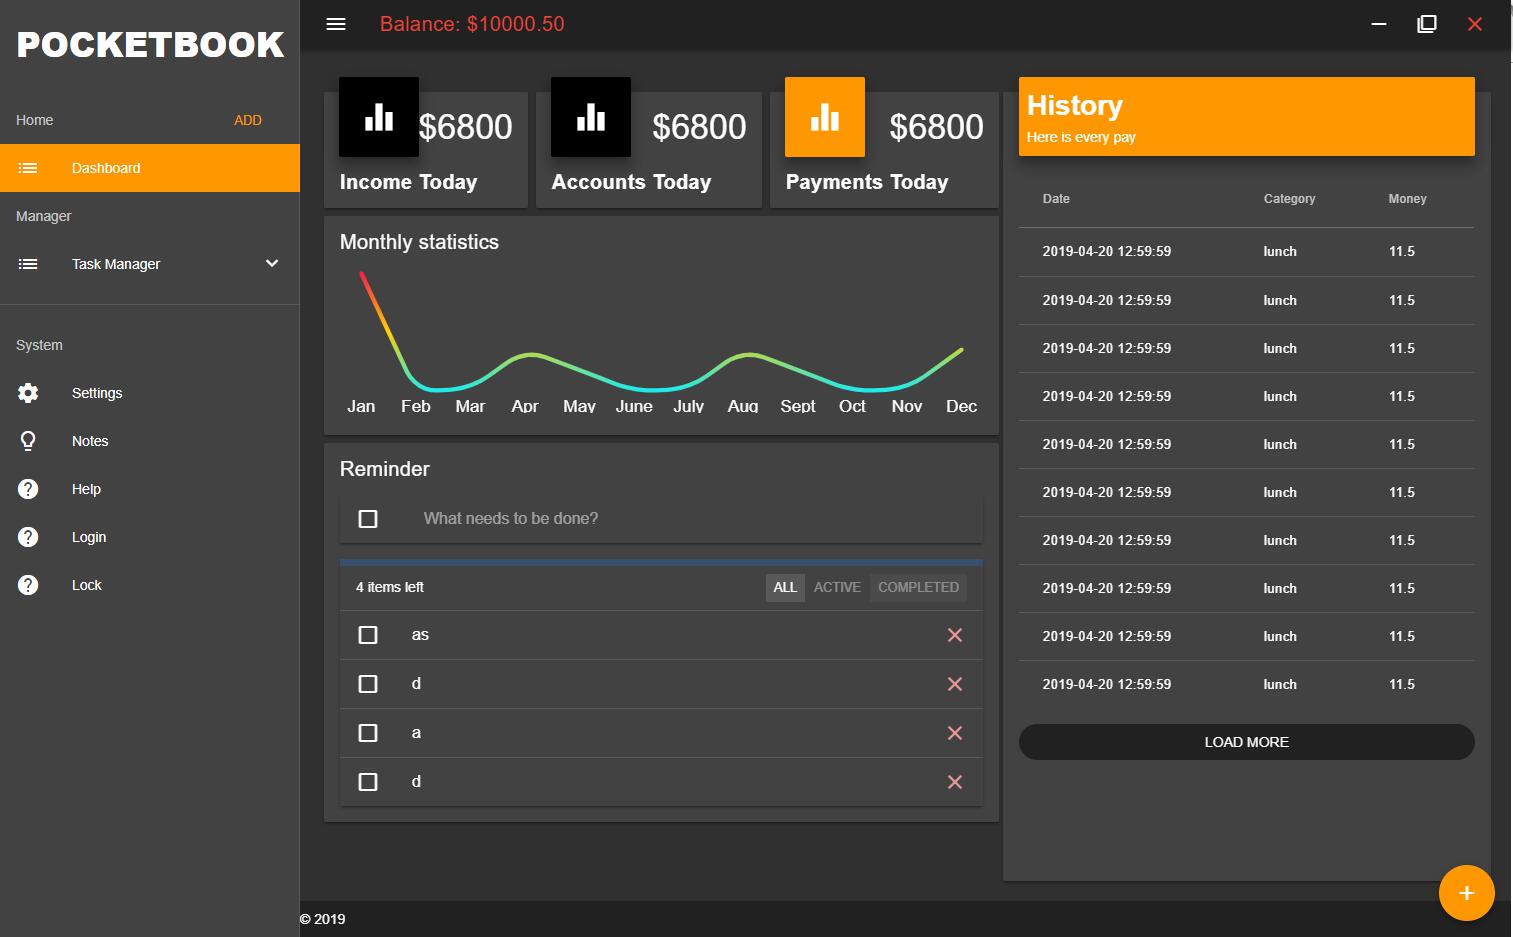 POCKETBOOK
Home ADD
Dashboard
Manager
Task Manager
System
Settings
Notes
Help
Login
Lock
Balance: $10000.50
$6800
Income Today
$6800
Accounts Today
$6800
Payments Today
Monthly statistics
Jan Feb Mar Apr May June July Aug Sept Oct Nov Dec
Reminder
What needs to be done?
4 items left ALL ACTIVE COMPLETED
as
d
a
d
History
Here is every pay
Date Category Money
2019-04-20 12:59:59 lunch 11.5
2019-04-20 12:59:59 lunch 11.5
2019-04-20 12:59:59 lunch 11.5
2019-04-20 12:59:59 lunch 11.5
2019-04-20 12:59:59 lunch 11.5
2019-04-20 12:59:59 lunch 11.5
2019-04-20 12:59:59 lunch 11.5
2019-04-20 12:59:59 lunch 11.5
2019-04-20 12:59:59 lunch 11.5
2019-04-20 12:59:59 lunch 11.5
LOAD MORE
© 2019